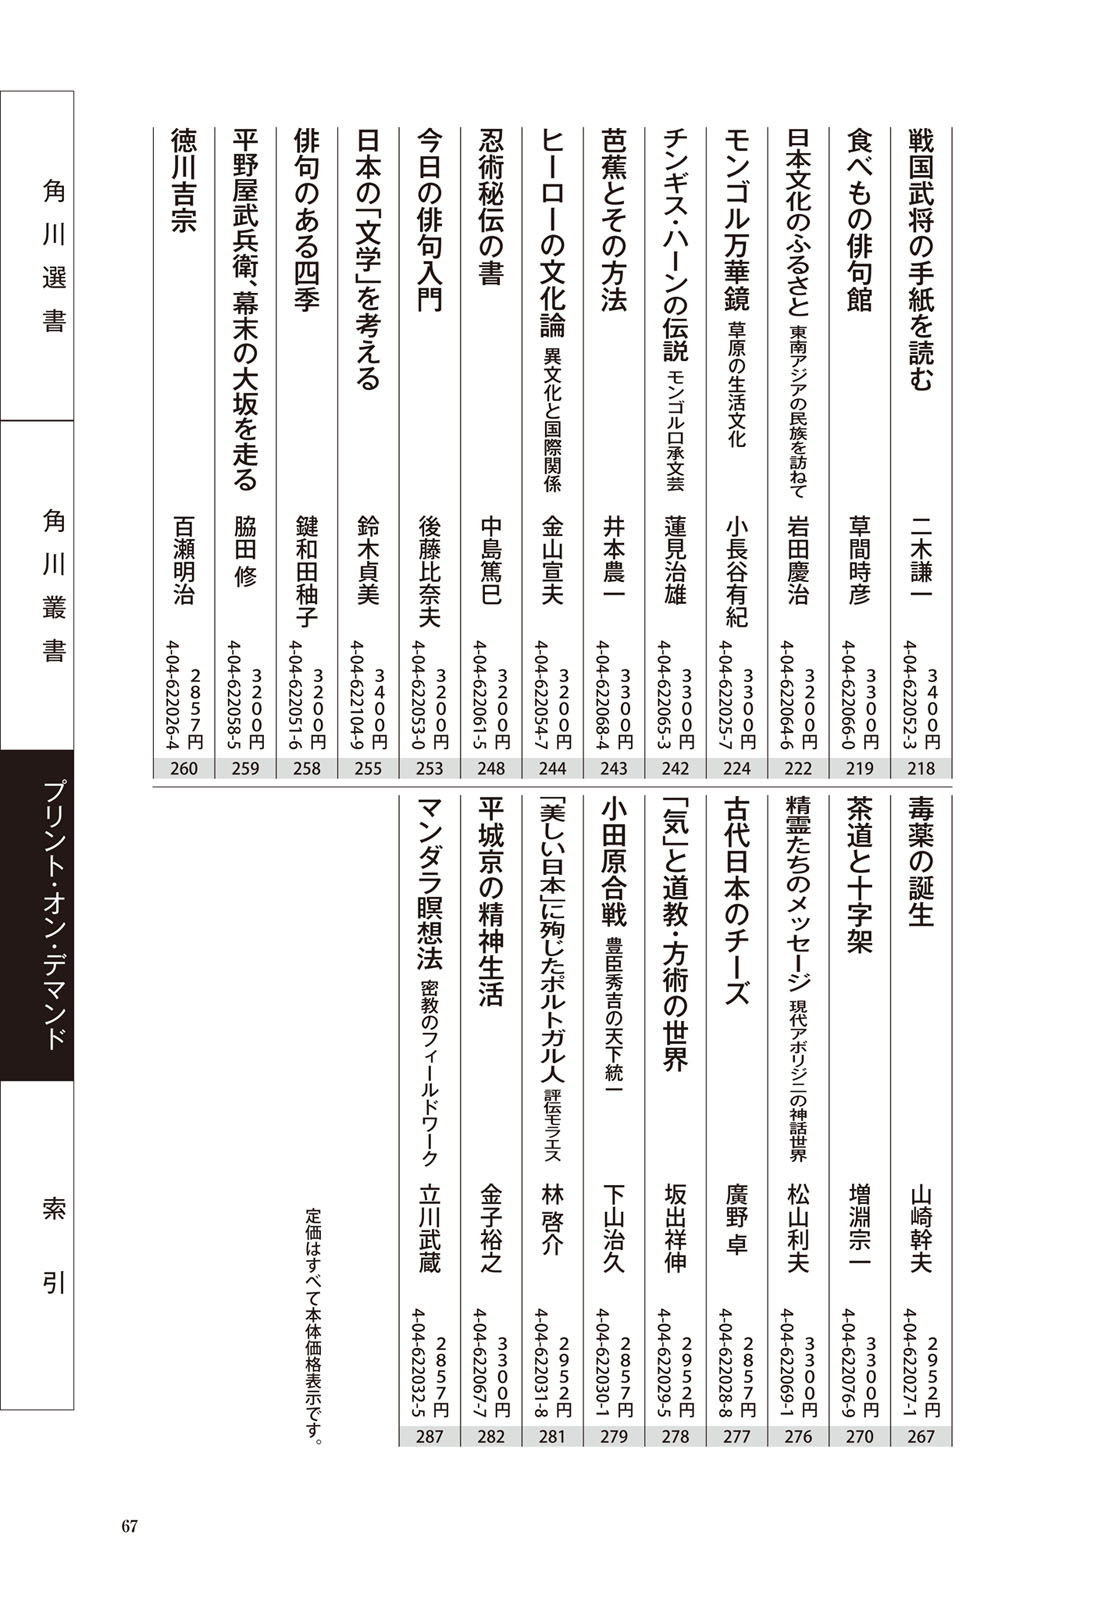 戦国武将の手紙を読む 二木謙一 3400円 4-04-622052-3 218
食べもの俳句館 草間時彦 3300円 4-04-622066-0 219
日本文化のふるさと 東南アジアの民族を訪ねて 岩田慶治 3200円 4-04-622064-6 222
モンゴル万華鏡 草原の生活文化 小長谷有紀 3300円 4-04-622025-7 224
チンギス・ハーンの伝説 モンゴル口承文芸 蓮見治雄 3300円 4-04-622065-3 242
芭蕉とその方法 井本農一 3300円 4-04-622068-4 243
ヒーローの文化論 異文化と国際関係 金山宣夫 3200円 4-04-622054-7 244
忍術秘伝の書 中島篤巳 3200円 4-04-622061-5 248
今日の俳句入門 後藤比奈夫 3200円 4-04-622053-0 253
日本の「文学」を考える 鈴木貞美 3400円 4-04-622104-9 255
俳句のある四季 鍵和田秞子 3200円 4-04-622051-6 258
平野屋武兵衛、幕末の大坂を走る 脇田 修 3200円 4-04-622058-5 259
徳川吉宗 百瀬明治 2857円 4-04-622026-4 260
毒薬の誕生 山崎幹夫 2952円 4-04-622027-1 267
茶道と十字架 増淵宗一 3300円 4-04-622076-9 270
精霊たちのメッセージ 現代アボリジニの神話世界 松山利夫 3300円 4-04-622069-1 276
古代日本のチーズ 廣野 卓 2857円 4-04-622028-8 277
「気」と道教・方術の世界 坂出祥伸 2952円 4-04-622029-5 278
小田原合戦 豊臣秀吉の天下統一 下山治久 2857円 4-04-622030-1 279
「美しい日本」に殉じたポルトガル人 評伝モラエス 林 啓介 2952円 4-04-622031-8 281
平城京の精神生活 金子裕之 3300円 4-04-622067-7 282
マンダラ瞑想法 密教のフィールドワーク 立川武蔵 2857円 4-04-622032-5 287
定価はすべて本体価格表示です。
角川選書
角川叢書
プリント・オン・デマンド
索引
67